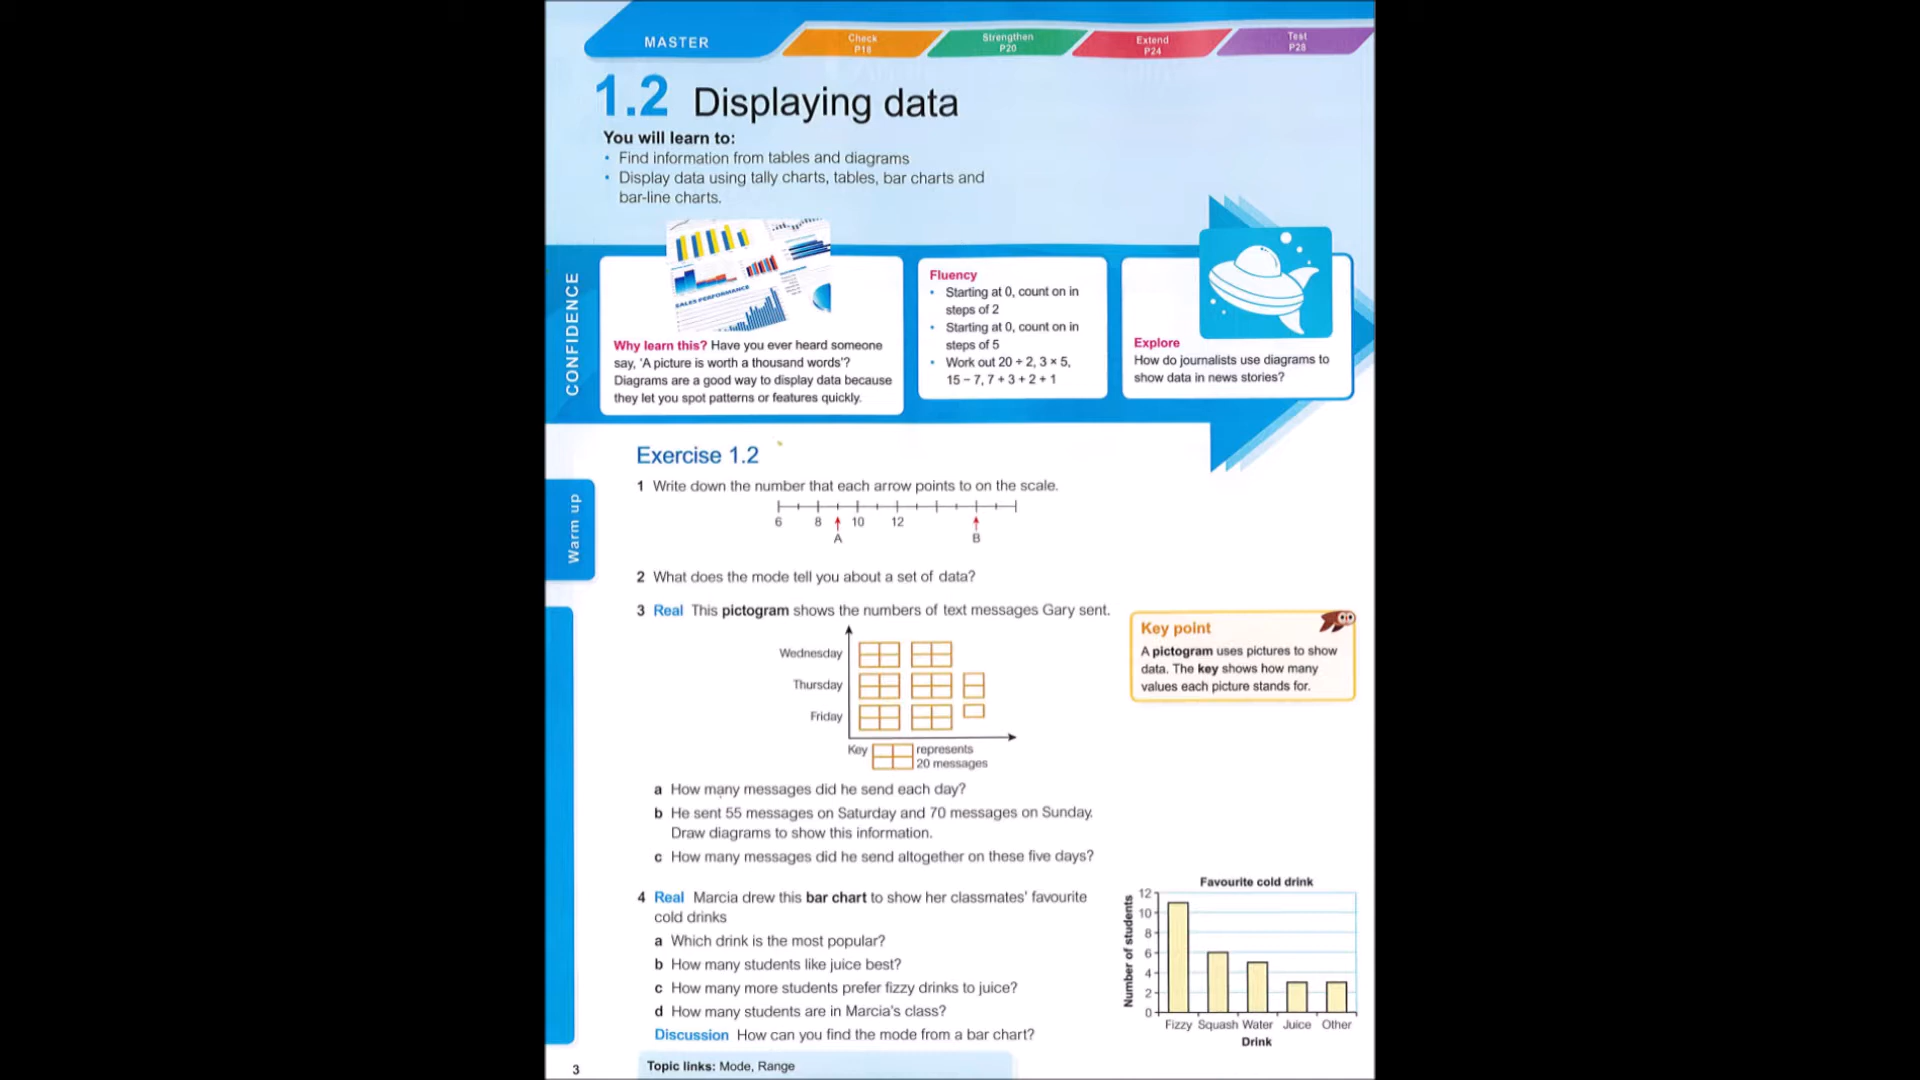 MASTER
Check
P18
Strengthen
P20
Extend
P24
Test
P28
1.2 Displaying data
You will learn to:
• Find information from tables and diagrams
• Display data using tally charts, tables, bar charts and
bar-line charts.
CONFIDENCE
SALES PERFORMANCE
Why learn this? Have you ever heard someone
say, 'A picture is worth a thousand words'?
Diagrams are a good way to display data because
they let you spot patterns or features quickly.
Fluency
• Starting at 0, count on in
steps of 2
• Starting at 0, count on in
steps of 5
• Work out 20 ÷ 2, 3 × 5,
15 − 7, 7 + 3 + 2 + 1
Explore
How do journalists use diagrams to
show data in news stories?
Exercise 1.2
Warm up
1 Write down the number that each arrow points to on the scale.
6 8 10 12
A B
2 What does the mode tell you about a set of data?
3 Real This pictogram shows the numbers of text messages Gary sent.
Wednesday
Thursday
Friday
Key represents
20 messages
Key point
A pictogram uses pictures to show
data. The key shows how many
values each picture stands for.
a How many messages did he send each day?
b He sent 55 messages on Saturday and 70 messages on Sunday.
Draw diagrams to show this information.
c How many messages did he send altogether on these five days?
4 Real Marcia drew this bar chart to show her classmates' favourite
cold drinks
a Which drink is the most popular?
b How many students like juice best?
c How many more students prefer fizzy drinks to juice?
d How many students are in Marcia's class?
Discussion How can you find the mode from a bar chart?
Favourite cold drink
Number of students
12
10
8
6
4
2
0
Fizzy Squash Water Juice Other
Drink
3
Topic links: Mode, Range